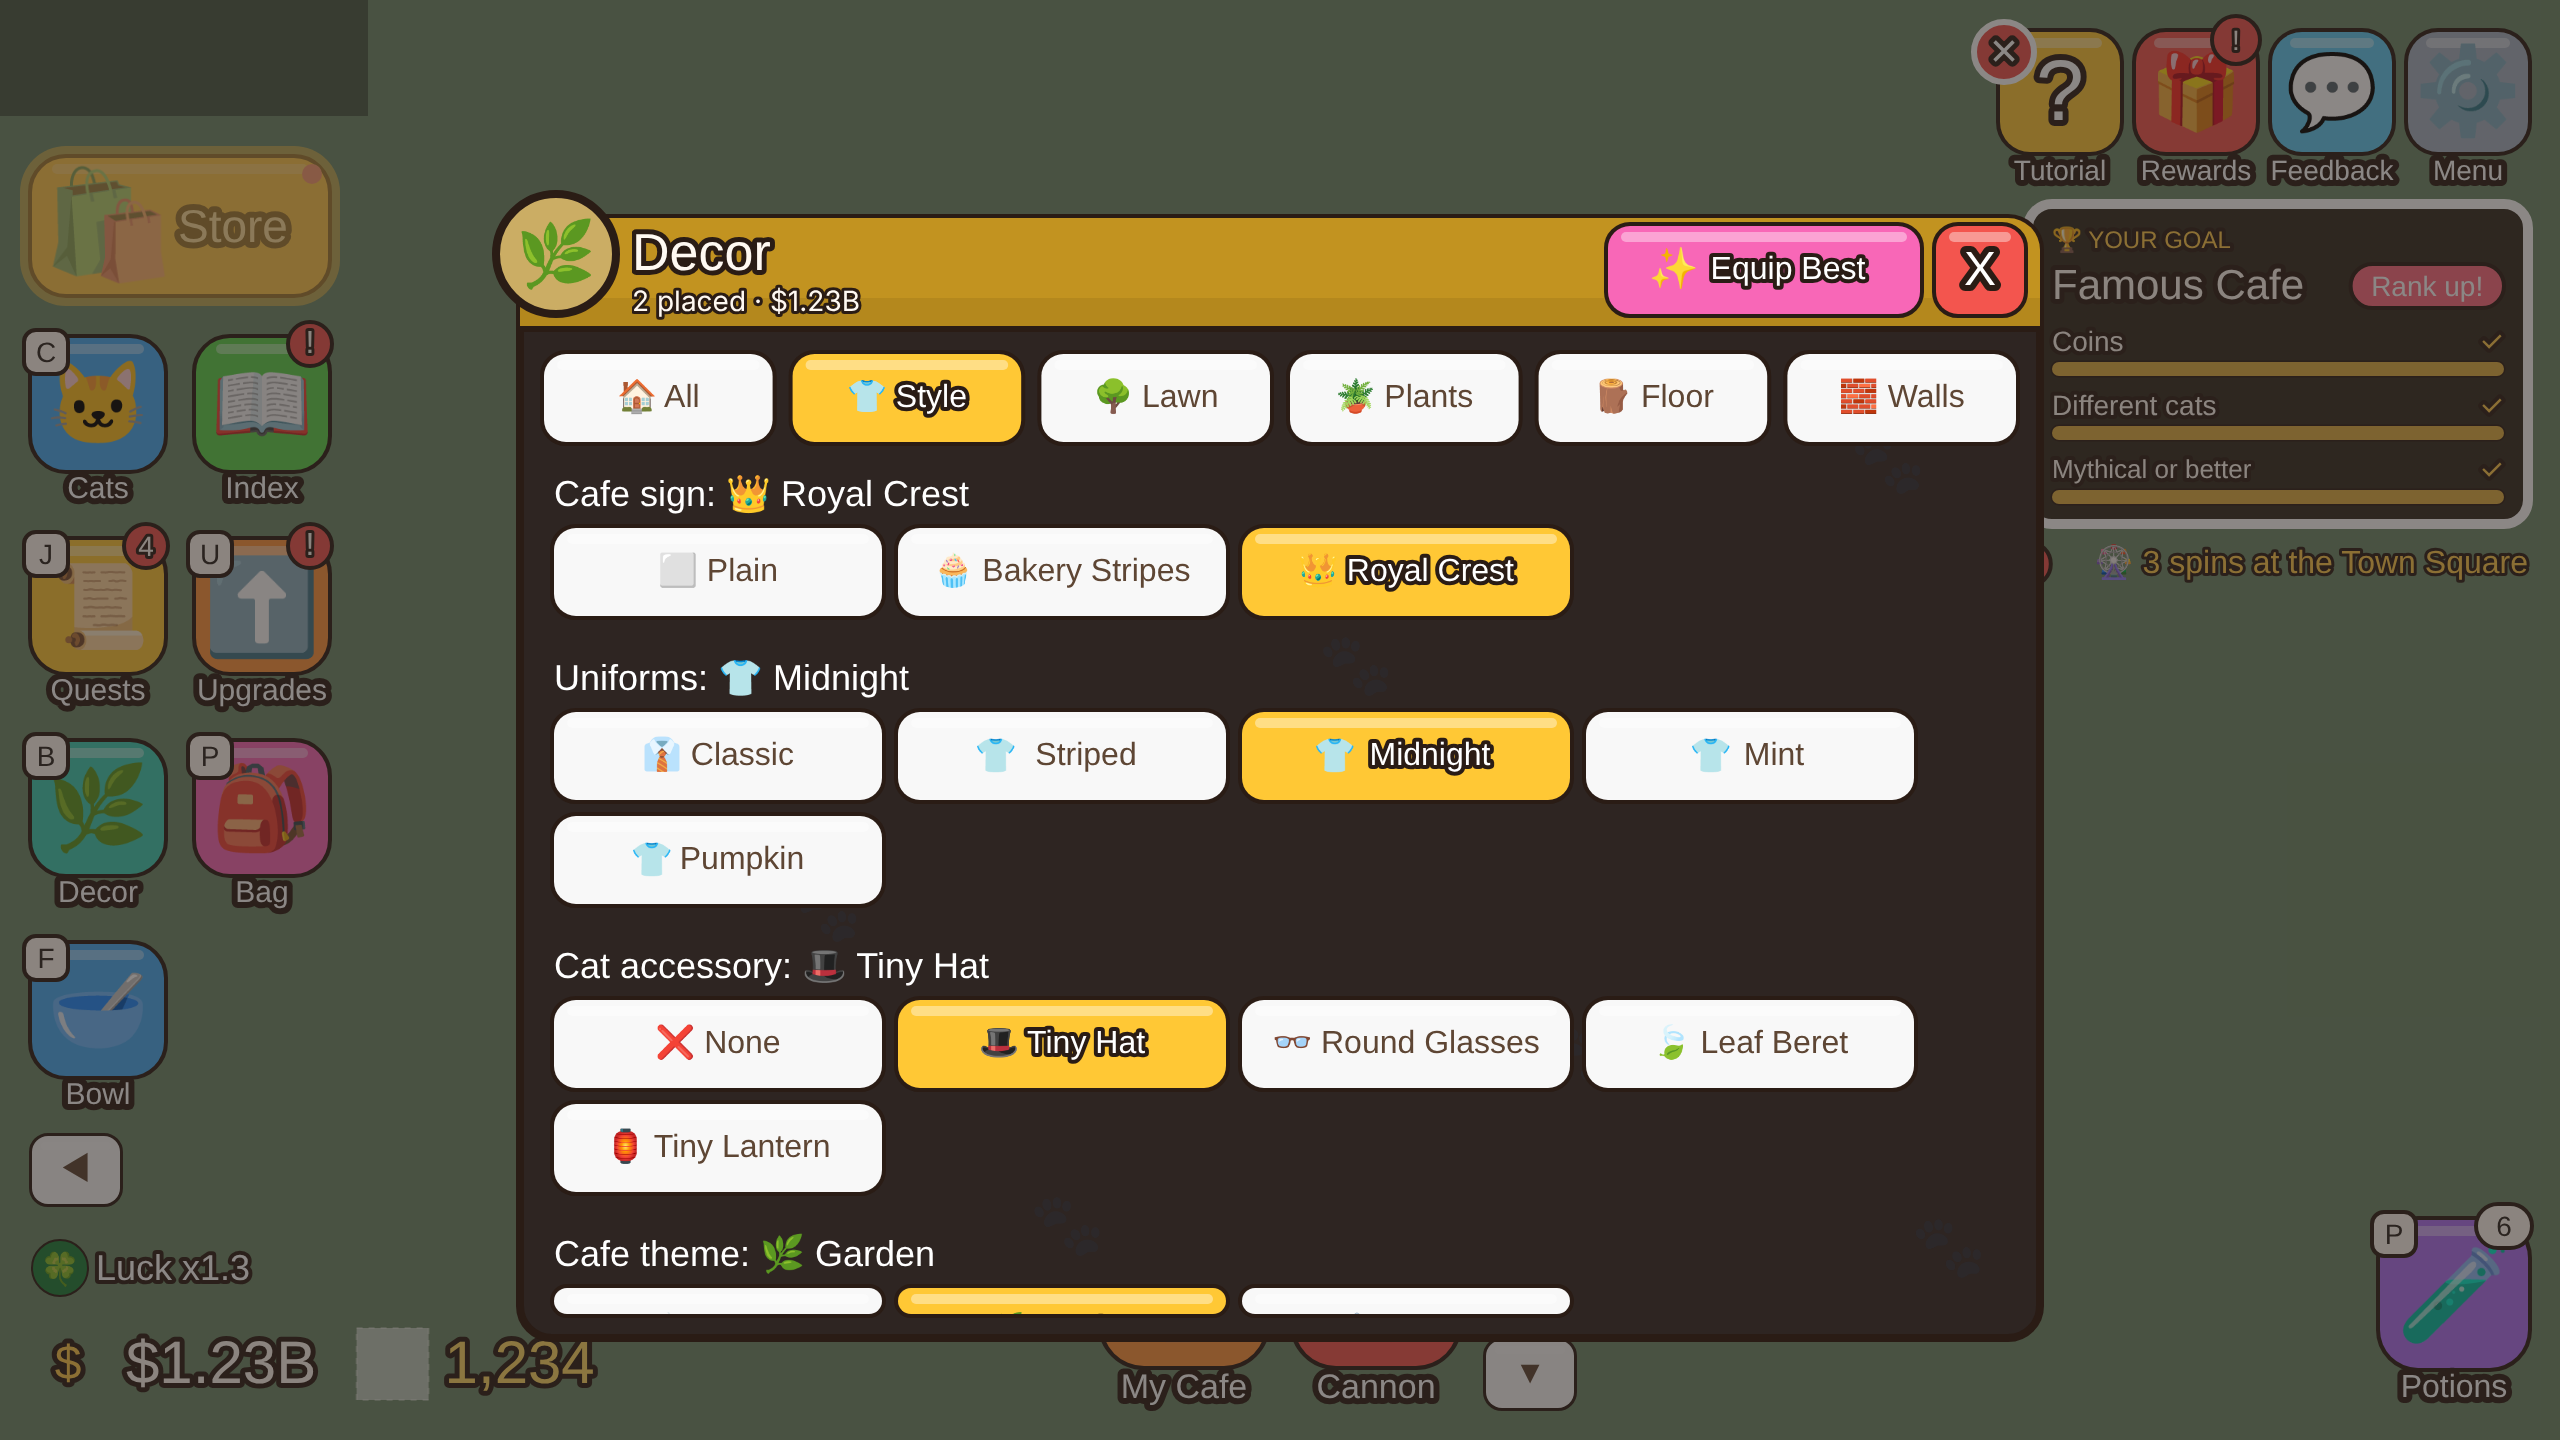 Store
C
!
Cats
Index
J
4
U
!
Quests
Upgrades
B
P
Decor
Bag
F
Bowl
Luck x1.3
$ $1.23B
1,234
Decor
2 placed · $1.23B
Equip Best
X
All
Style
Lawn
Plants
Floor
Walls
Cafe sign: Royal Crest
Plain
Bakery Stripes
Royal Crest
Uniforms: Midnight
Classic
Striped
Midnight
Mint
Pumpkin
Cat accessory: Tiny Hat
None
Tiny Hat
Round Glasses
Leaf Beret
Tiny Lantern
Cafe theme: Garden
My Cafe
Cannon
?
!
Tutorial
Rewards
Feedback
Menu
YOUR GOAL
Famous Cafe
Rank up!
Coins
Different cats
Mythical or better
3 spins at the Town Square
P
6
Potions